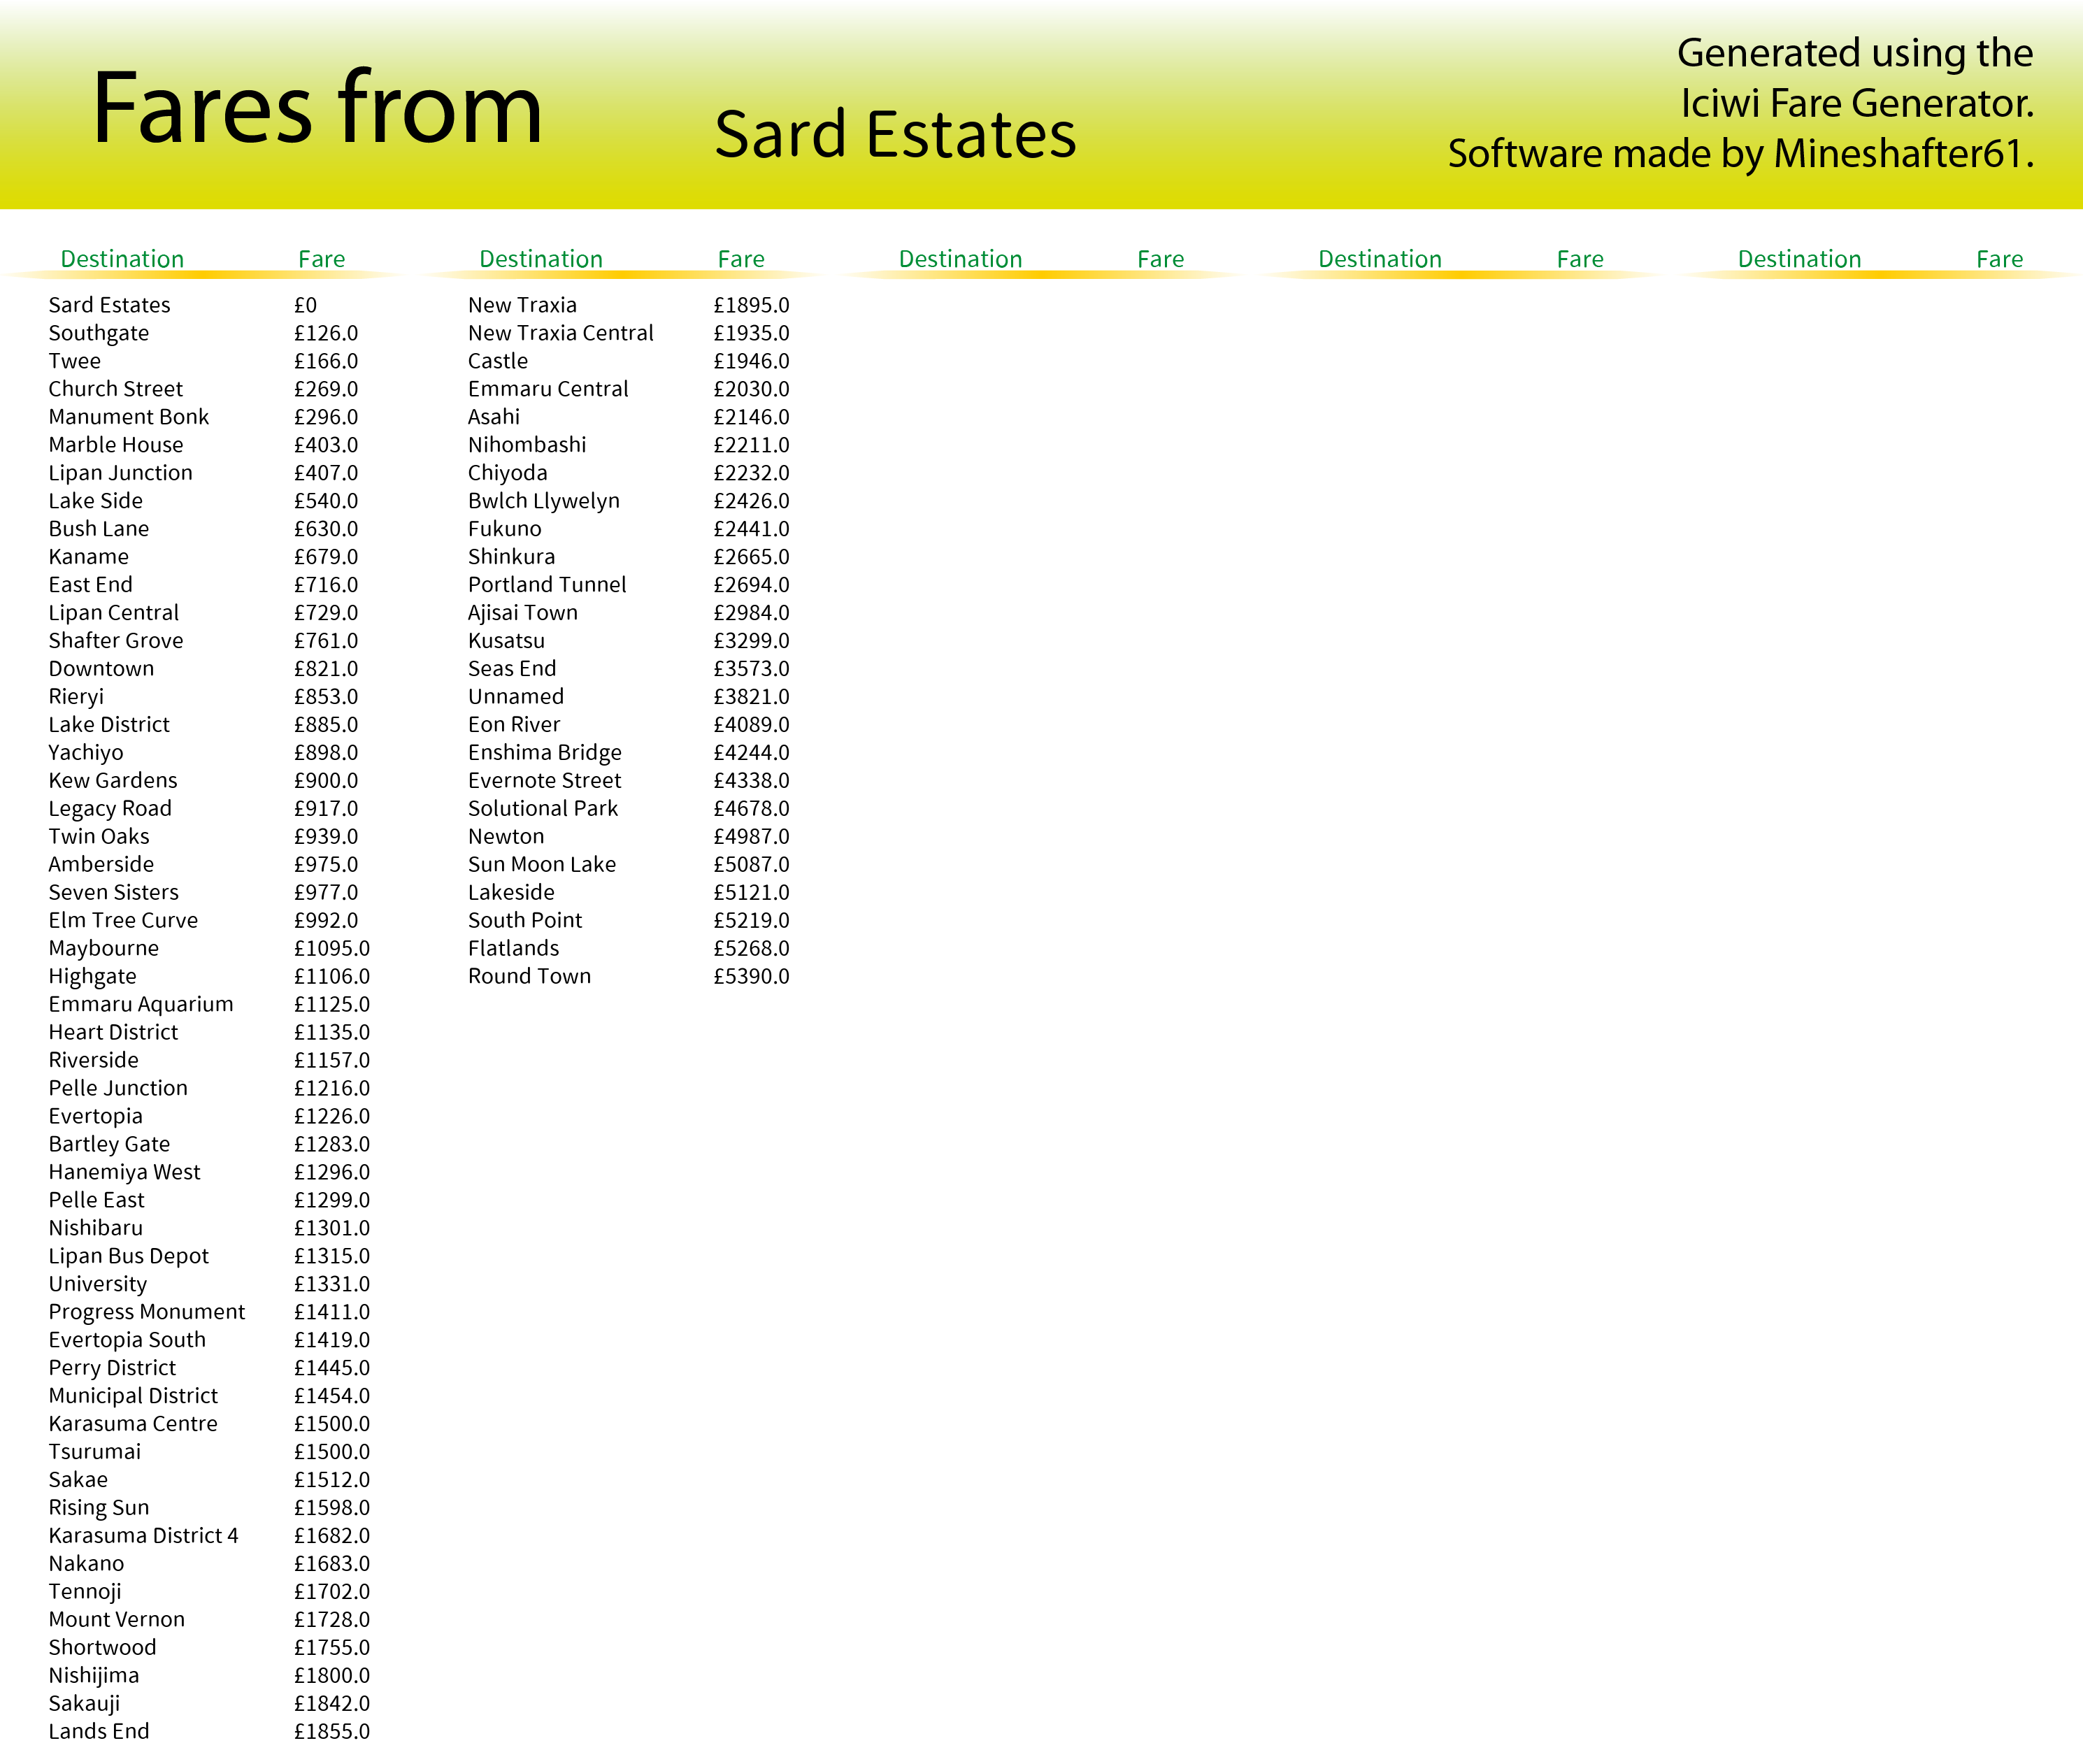 Fares from
Sard Estates
Generated using the
Iciwi Fare Generator.
Software made by Mineshafter61.
Destination Fare
Sard Estates £0
Southgate £126.0
Twee £166.0
Church Street £269.0
Manument Bonk £296.0
Marble House £403.0
Lipan Junction £407.0
Lake Side £540.0
Bush Lane £630.0
Kaname £679.0
East End £716.0
Lipan Central £729.0
Shafter Grove £761.0
Downtown £821.0
Rieryi £853.0
Lake District £885.0
Yachiyo £898.0
Kew Gardens £900.0
Legacy Road £917.0
Twin Oaks £939.0
Amberside £975.0
Seven Sisters £977.0
Elm Tree Curve £992.0
Maybourne £1095.0
Highgate £1106.0
Emmaru Aquarium £1125.0
Heart District £1135.0
Riverside £1157.0
Pelle Junction £1216.0
Evertopia £1226.0
Bartley Gate £1283.0
Hanemiya West £1296.0
Pelle East £1299.0
Nishibaru £1301.0
Lipan Bus Depot £1315.0
University £1331.0
Progress Monument £1411.0
Evertopia South £1419.0
Perry District £1445.0
Municipal District £1454.0
Karasuma Centre £1500.0
Tsurumai £1500.0
Sakae £1512.0
Rising Sun £1598.0
Karasuma District 4 £1682.0
Nakano £1683.0
Tennoji £1702.0
Mount Vernon £1728.0
Shortwood £1755.0
Nishijima £1800.0
Sakauji £1842.0
Lands End £1855.0
Destination Fare
New Traxia £1895.0
New Traxia Central £1935.0
Castle £1946.0
Emmaru Central £2030.0
Asahi £2146.0
Nihombashi £2211.0
Chiyoda £2232.0
Bwlch Llywelyn £2426.0
Fukuno £2441.0
Shinkura £2665.0
Portland Tunnel £2694.0
Ajisai Town £2984.0
Kusatsu £3299.0
Seas End £3573.0
Unnamed £3821.0
Eon River £4089.0
Enshima Bridge £4244.0
Evernote Street £4338.0
Solutional Park £4678.0
Newton £4987.0
Sun Moon Lake £5087.0
Lakeside £5121.0
South Point £5219.0
Flatlands £5268.0
Round Town £5390.0
Destination Fare
Destination Fare
Destination Fare